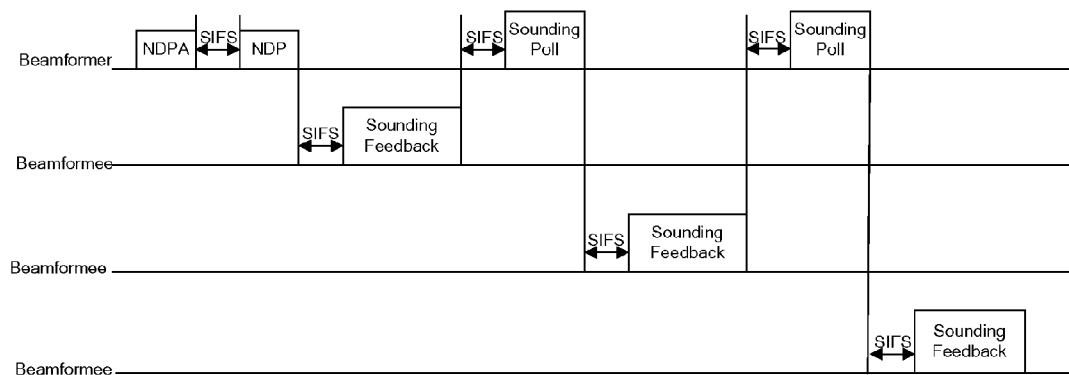 NDPA SIFS NDP SIFS Sounding Poll SIFS Sounding Poll
Beamformer
SIFS Sounding Feedback
Beamformee
SIFS Sounding Feedback
Beamformee
SIFS Sounding Feedback
Beamformee